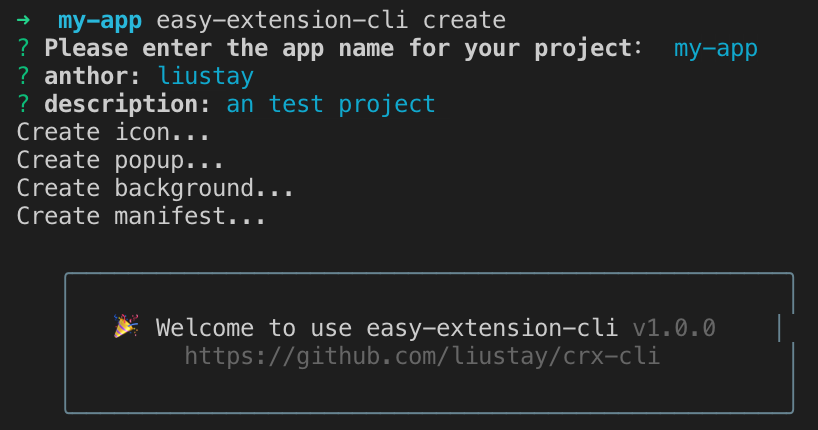 ➜  my-app easy-extension-cli create
? Please enter the app name for your project:  my-app
? anthor: liustay
? description: an test project
Create icon...
Create popup...
Create background...
Create manifest...
🎉 Welcome to use easy-extension-cli v1.0.0
https://github.com/liustay/crx-cli